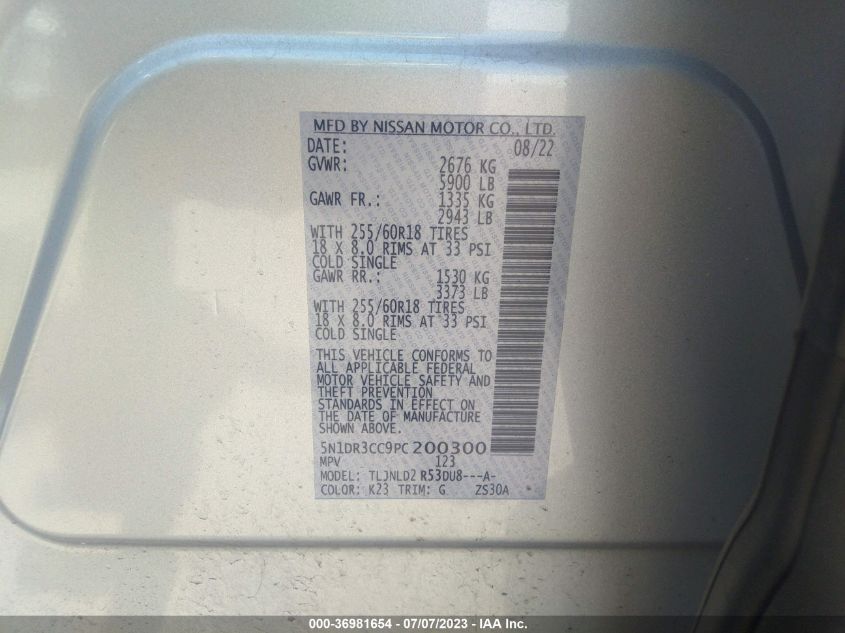 MFD BY NISSAN MOTOR CO., LTD.
DATE: 08/22
GVWR: 2676 KG
5900 LB
GAWR FR.: 1335 KG
2943 LB
WITH 255/60R18 TIRES
18 X 8.0 RIMS AT 33 PSI
COLD SINGLE
GAWR RR.: 1530 KG
3373 LB
WITH 255/60R18 TIRES
18 X 8.0 RIMS AT 33 PSI
COLD SINGLE
THIS VEHICLE CONFORMS TO
ALL APPLICABLE FEDERAL
MOTOR VEHICLE SAFETY AND
THEFT PREVENTION
STANDARDS IN EFFECT ON
THE DATE OF MANUFACTURE
SHOWN ABOVE.
5N1DR3CC9PC200300
MPV 123
MODEL: TLJNLD2 R53DU8---A-
COLOR: K23 TRIM: G ZS30A
000-36981654 - 07/07/2023 - IAA Inc.